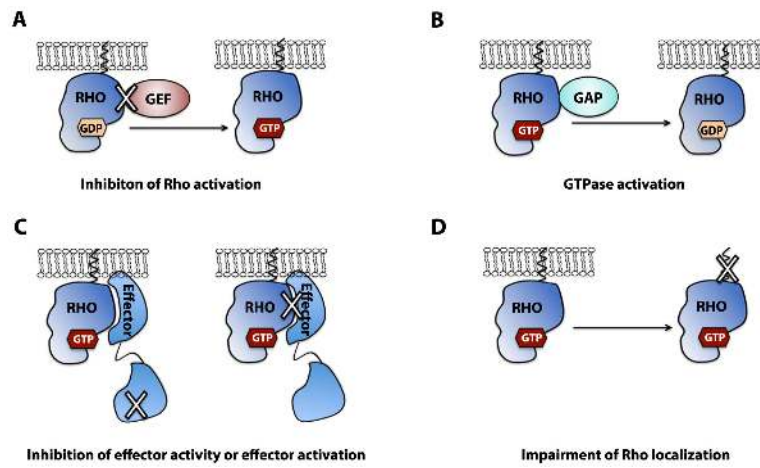 A
RHO
GEF
GDP
RHO
GTP
Inhibiton of Rho activation
B
RHO
GAP
GTP
RHO
GDP
GTPase activation
C
RHO
Effector
GTP
RHO
Effector
GTP
Inhibition of effector activity or effector activation
D
RHO
GTP
RHO
GTP
Impairment of Rho localization